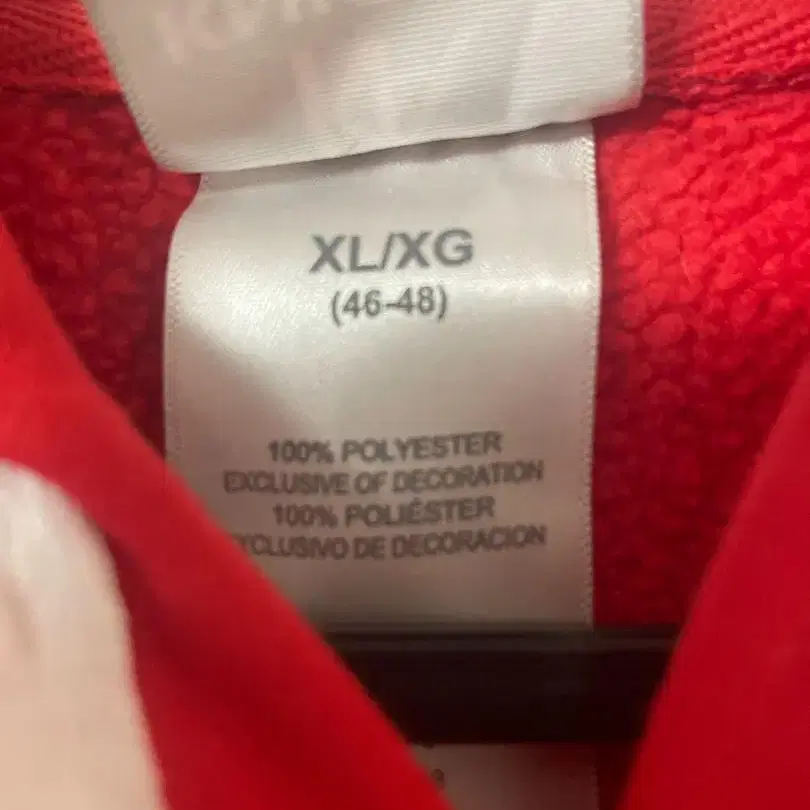 XL/XG
(46-48)
100% POLYESTER
EXCLUSIVE OF DECORATION
100% POLIÉSTER
EXCLUSIVO DE DECORACION